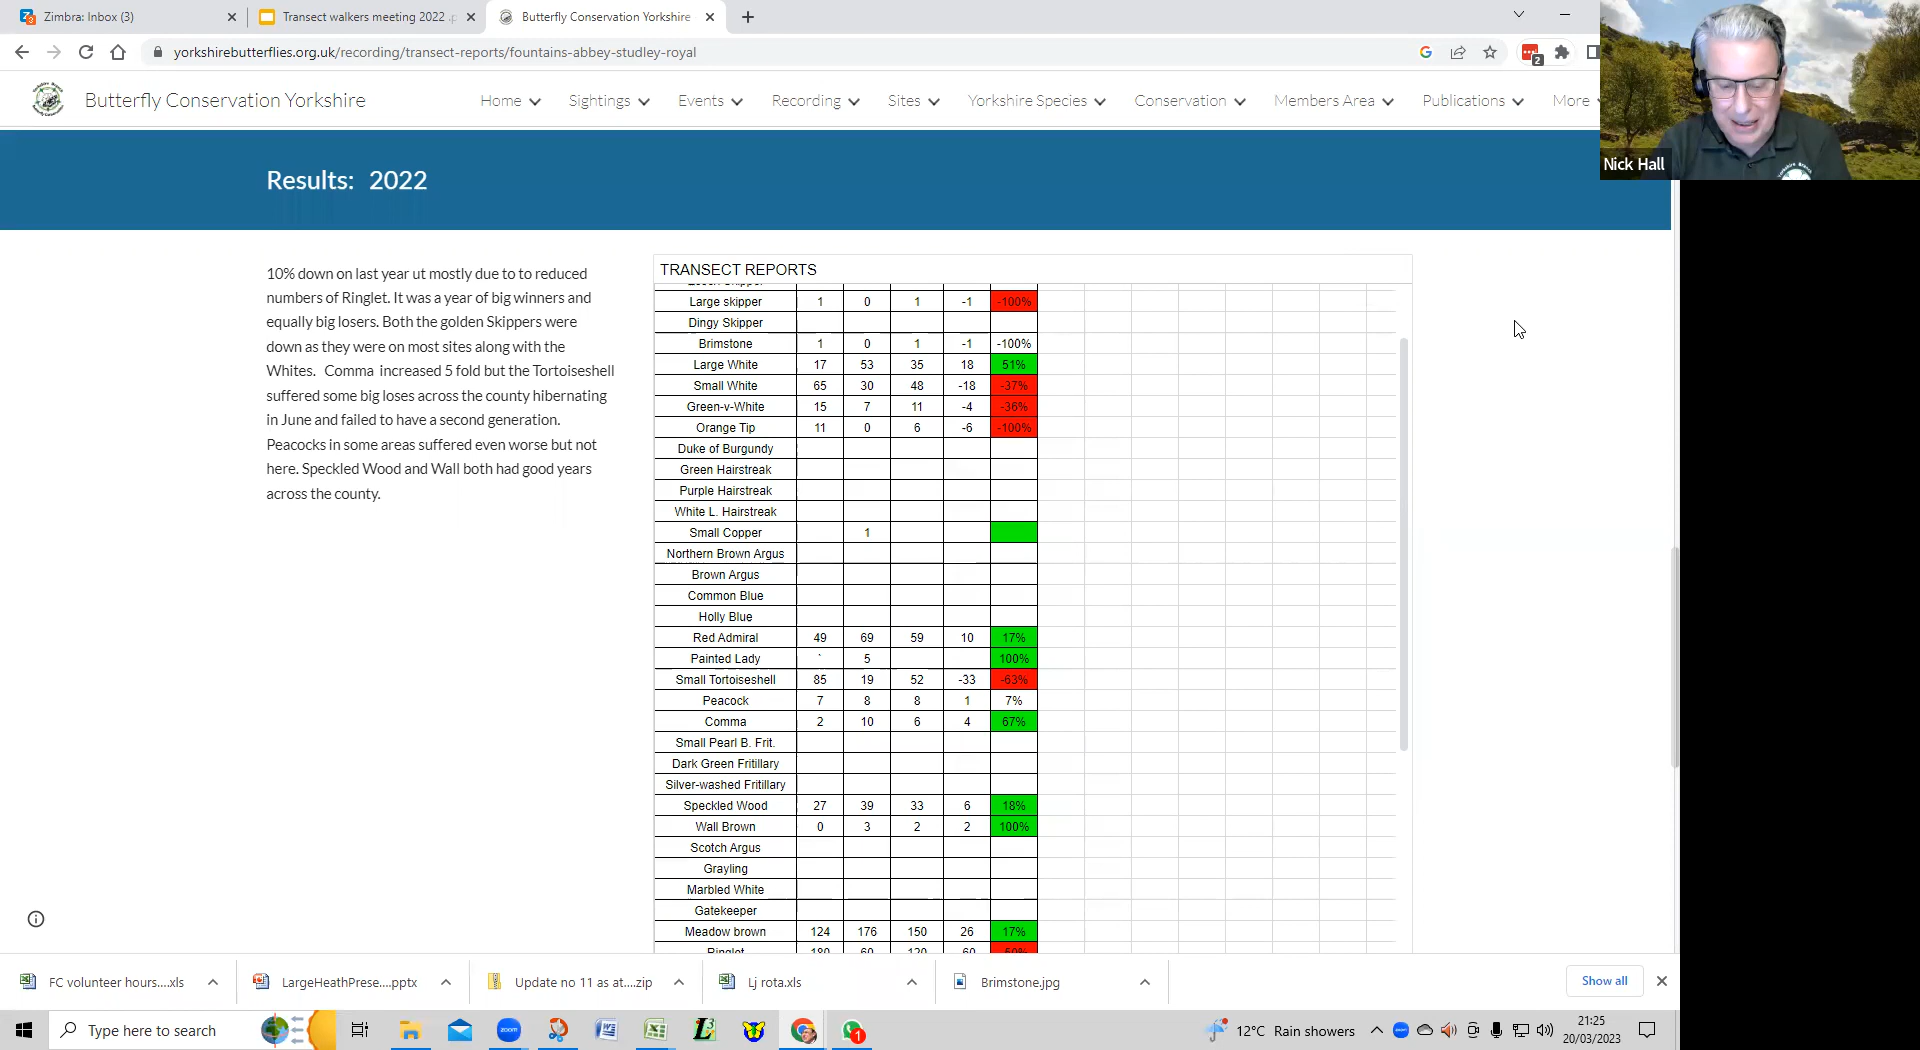 Zimbra: Inbox (3)
Transect walkers meeting 2022 .p
Butterfly Conservation Yorkshire
yorkshirebutterflies.org.uk/recording/transect-reports/fountains-abbey-studley-royal
2
Butterfly Conservation Yorkshire
Home Sightings Events Recording Sites Yorkshire Species Conservation Members Area Publications More
Nick Hall
Results: 2022
10% down on last year ut mostly due to to reduced
numbers of Ringlet. It was a year of big winners and
equally big losers. Both the golden Skippers were
down as they were on most sites along with the
Whites. Comma increased 5 fold but the Tortoiseshell
suffered some big loses across the county hibernating
in June and failed to have a second generation.
Peacocks in some areas suffered even worse but not
here. Speckled Wood and Wall both had good years
across the county.
TRANSECT REPORTS
Large skipper 1 0 1 -1 -100%
Dingy Skipper
Brimstone 1 0 1 -1 -100%
Large White 17 53 35 18 51%
Small White 65 30 48 -18 -37%
Green-v-White 15 7 11 -4 -36%
Orange Tip 11 0 6 -6 -100%
Duke of Burgundy
Green Hairstreak
Purple Hairstreak
White L. Hairstreak
Small Copper 1
Northern Brown Argus
Brown Argus
Common Blue
Holly Blue
Red Admiral 49 69 59 10 17%
Painted Lady ` 5 100%
Small Tortoiseshell 85 19 52 -33 -63%
Peacock 7 8 8 1 7%
Comma 2 10 6 4 67%
Small Pearl B. Frit.
Dark Green Fritillary
Silver-washed Fritillary
Speckled Wood 27 39 33 6 18%
Wall Brown 0 3 2 2 100%
Scotch Argus
Grayling
Marbled White
Gatekeeper
Meadow brown 124 176 150 26 17%
Ringlet 180 60 120 -60 -50%
FC volunteer hours....xls
LargeHeathPrese....pptx
Update no 11 as at....zip
Lj rota.xls
Brimstone.jpg
Show all
Type here to search
zoom
1
12°C Rain showers
21:25
20/03/2023